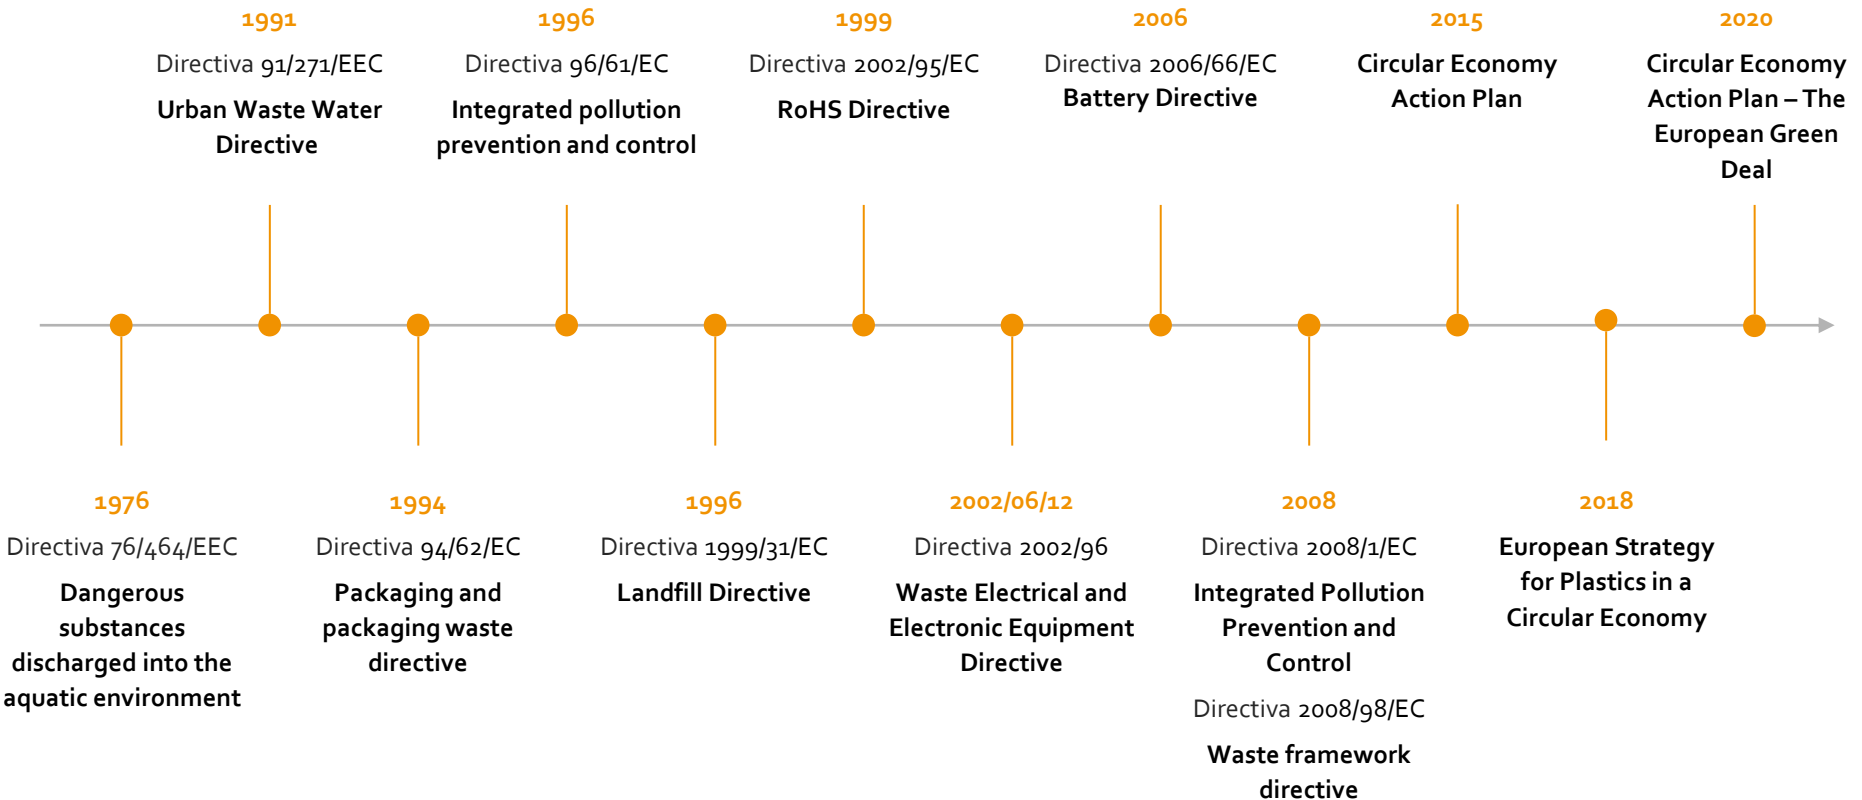 1991
Directiva 91/271/EEC
Urban Waste Water
Directive
1996
Directiva 96/61/EC
Integrated pollution
prevention and control
1999
Directiva 2002/95/EC
RoHS Directive
2006
Directiva 2006/66/EC
Battery Directive
2015
Circular Economy
Action Plan
2020
Circular Economy
Action Plan – The
European Green
Deal
1976
Directiva 76/464/EEC
Dangerous
substances
discharged into the
aquatic environment
1994
Directiva 94/62/EC
Packaging and
packaging waste
directive
1996
Directiva 1999/31/EC
Landfill Directive
2002/06/12
Directiva 2002/96
Waste Electrical and
Electronic Equipment
Directive
2008
Directiva 2008/1/EC
Integrated Pollution
Prevention and
Control
Directiva 2008/98/EC
Waste framework
directive
2018
European Strategy
for Plastics in a
Circular Economy